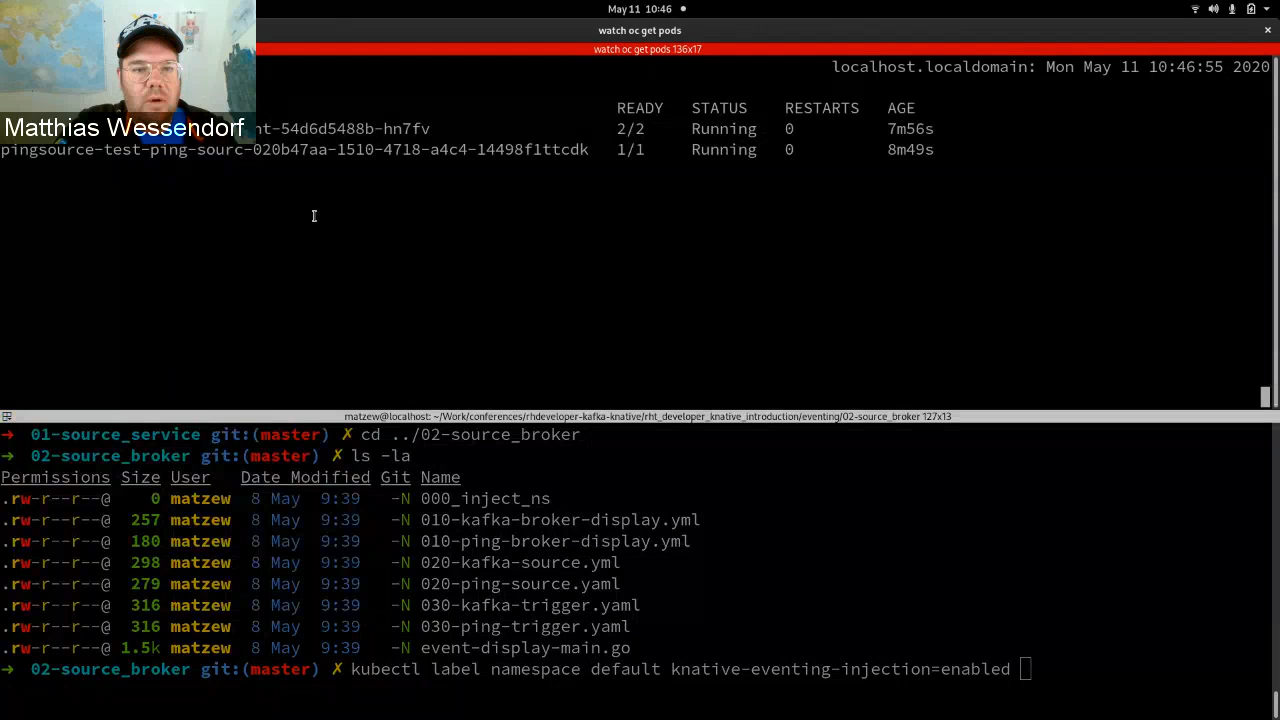 May 11 10:46
watch oc get pods
watch oc get pods 136x17
localhost.localdomain: Mon May 11 10:46:55 2020
READY STATUS RESTARTS AGE
Matthias Wessendorf
nt-54d6d5488b-hn7fv 2/2 Running 0 7m56s
pingsource-test-ping-sourc-020b47aa-1510-4718-a4c4-14498f1ttcdk 1/1 Running 0 8m49s
matzew@localhost: ~/Work/conferences/rhdeveloper-kafka-knative/rht_developer_knative_introduction/eventing/02-source_broker 127x13
➜ 01-source_service git:(master) ✗ cd ../02-source_broker
➜ 02-source_broker git:(master) ✗ ls -la
Permissions Size User Date Modified Git Name
.rw-r--r--@ 0 matzew 8 May 9:39 -N 000_inject_ns
.rw-r--r--@ 257 matzew 8 May 9:39 -N 010-kafka-broker-display.yml
.rw-r--r--@ 180 matzew 8 May 9:39 -N 010-ping-broker-display.yml
.rw-r--r--@ 298 matzew 8 May 9:39 -N 020-kafka-source.yml
.rw-r--r--@ 279 matzew 8 May 9:39 -N 020-ping-source.yaml
.rw-r--r--@ 316 matzew 8 May 9:39 -N 030-kafka-trigger.yaml
.rw-r--r--@ 316 matzew 8 May 9:39 -N 030-ping-trigger.yaml
.rw-r--r--@ 1.5k matzew 8 May 9:39 -N event-display-main.go
➜ 02-source_broker git:(master) ✗ kubectl label namespace default knative-eventing-injection=enabled